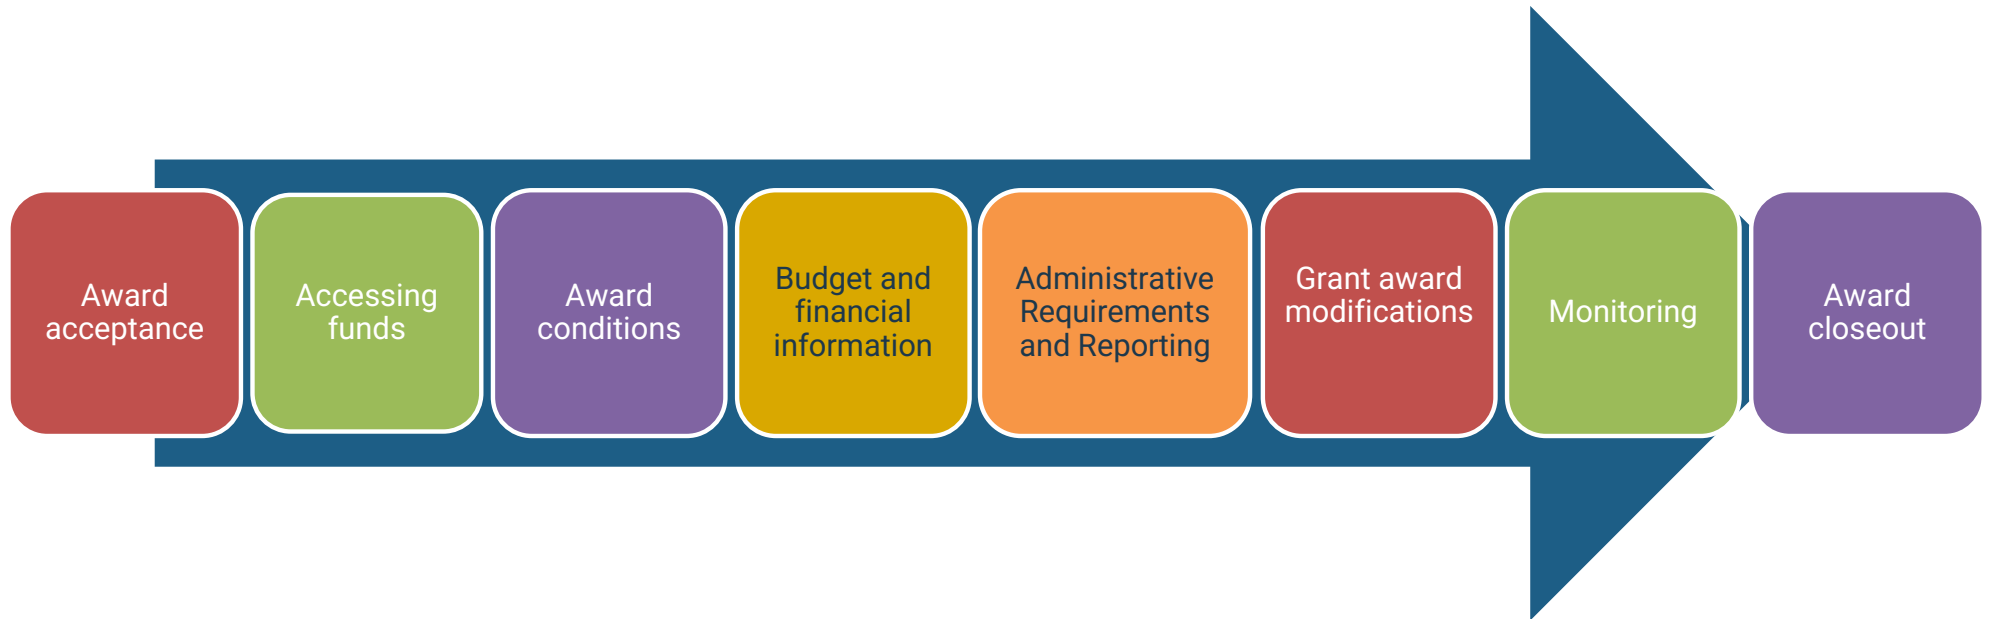 Award
acceptance
Accessing
funds
Award
conditions
Budget and
financial
information
Administrative
Requirements
and Reporting
Grant award
modifications
Monitoring
Award
closeout